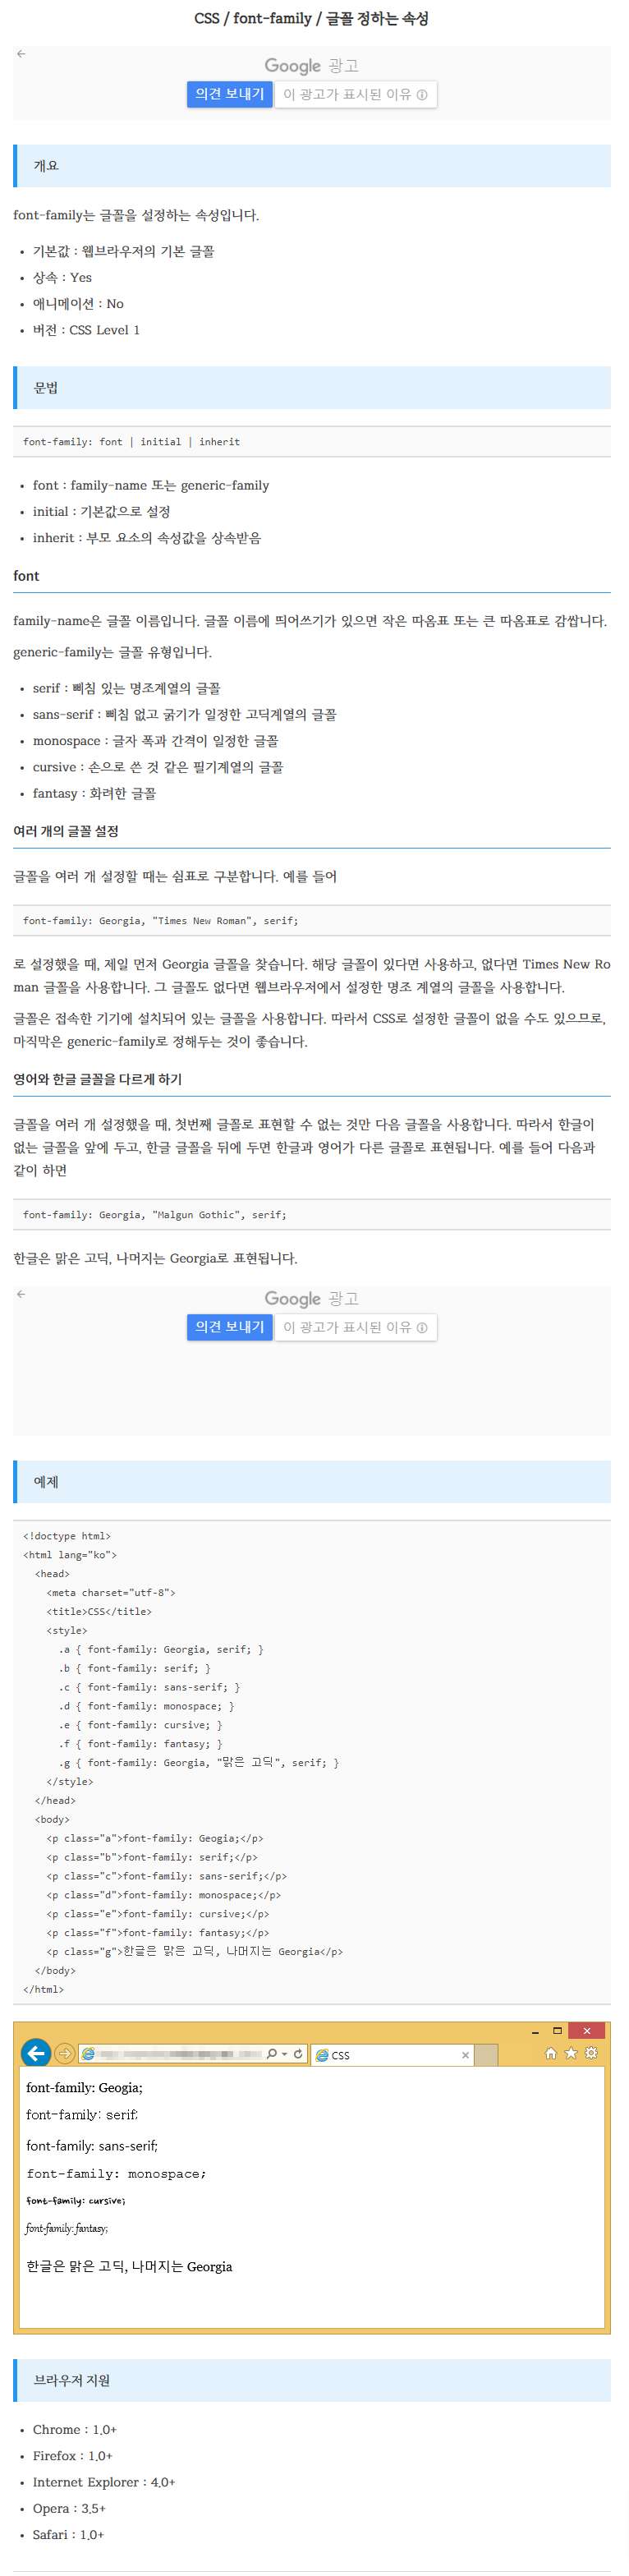 CSS / font-family / 글꼴 정하는 속성
Google 광고
의견 보내기 이 광고가 표시된 이유
개요
font-family는 글꼴을 설정하는 속성입니다.
• 기본값 : 웹브라우저의 기본 글꼴
• 상속 : Yes
• 애니메이션 : No
• 버전 : CSS Level 1
문법
font-family: font | initial | inherit
• font : family-name 또는 generic-family
• initial : 기본값으로 설정
• inherit : 부모 요소의 속성값을 상속받음
font
family-name은 글꼴 이름입니다. 글꼴 이름에 띄어쓰기가 있으면 작은 따옴표 또는 큰 따옴표로 감쌉니다.
generic-family는 글꼴 유형입니다.
• serif : 삐침 있는 명조계열의 글꼴
• sans-serif : 삐침 없고 굵기가 일정한 고딕계열의 글꼴
• monospace : 글자 폭과 간격이 일정한 글꼴
• cursive : 손으로 쓴 것 같은 필기계열의 글꼴
• fantasy : 화려한 글꼴
여러 개의 글꼴 설정
글꼴을 여러 개 설정할 때는 쉼표로 구분합니다. 예를 들어
font-family: Georgia, "Times New Roman", serif;
로 설정했을 때, 제일 먼저 Georgia 글꼴을 찾습니다. 해당 글꼴이 있다면 사용하고, 없다면 Times New Ro
man 글꼴을 사용합니다. 그 글꼴도 없다면 웹브라우저에서 설정한 명조 계열의 글꼴을 사용합니다.
글꼴은 접속한 기기에 설치되어 있는 글꼴을 사용합니다. 따라서 CSS로 설정한 글꼴이 없을 수도 있으므로,
마직막은 generic-family로 정해두는 것이 좋습니다.
영어와 한글 글꼴을 다르게 하기
글꼴을 여러 개 설정했을 때, 첫번째 글꼴로 표현할 수 없는 것만 다음 글꼴을 사용합니다. 따라서 한글이
없는 글꼴을 앞에 두고, 한글 글꼴을 뒤에 두면 한글과 영어가 다른 글꼴로 표현됩니다. 예를 들어 다음과
같이 하면
font-family: Georgia, "Malgun Gothic", serif;
한글은 맑은 고딕, 나머지는 Georgia로 표현됩니다.
Google 광고
의견 보내기 이 광고가 표시된 이유
예제
<!doctype html>
<html lang="ko">
  <head>
    <meta charset="utf-8">
    <title>CSS</title>
    <style>
      .a { font-family: Georgia, serif; }
      .b { font-family: serif; }
      .c { font-family: sans-serif; }
      .d { font-family: monospace; }
      .e { font-family: cursive; }
      .f { font-family: fantasy; }
      .g { font-family: Georgia, "맑은 고딕", serif; }
    </style>
  </head>
  <body>
    <p class="a">font-family: Geogia;</p>
    <p class="b">font-family: serif;</p>
    <p class="c">font-family: sans-serif;</p>
    <p class="d">font-family: monospace;</p>
    <p class="e">font-family: cursive;</p>
    <p class="f">font-family: fantasy;</p>
    <p class="g">한글은 맑은 고딕, 나머지는 Georgia</p>
  </body>
</html>
CSS
font-family: Geogia;
font-family: serif;
font-family: sans-serif;
font-family: monospace;
font-family: cursive;
font-family: fantasy;
한글은 맑은 고딕, 나머지는 Georgia
브라우저 지원
• Chrome : 1.0+
• Firefox : 1.0+
• Internet Explorer : 4.0+
• Opera : 3.5+
• Safari : 1.0+